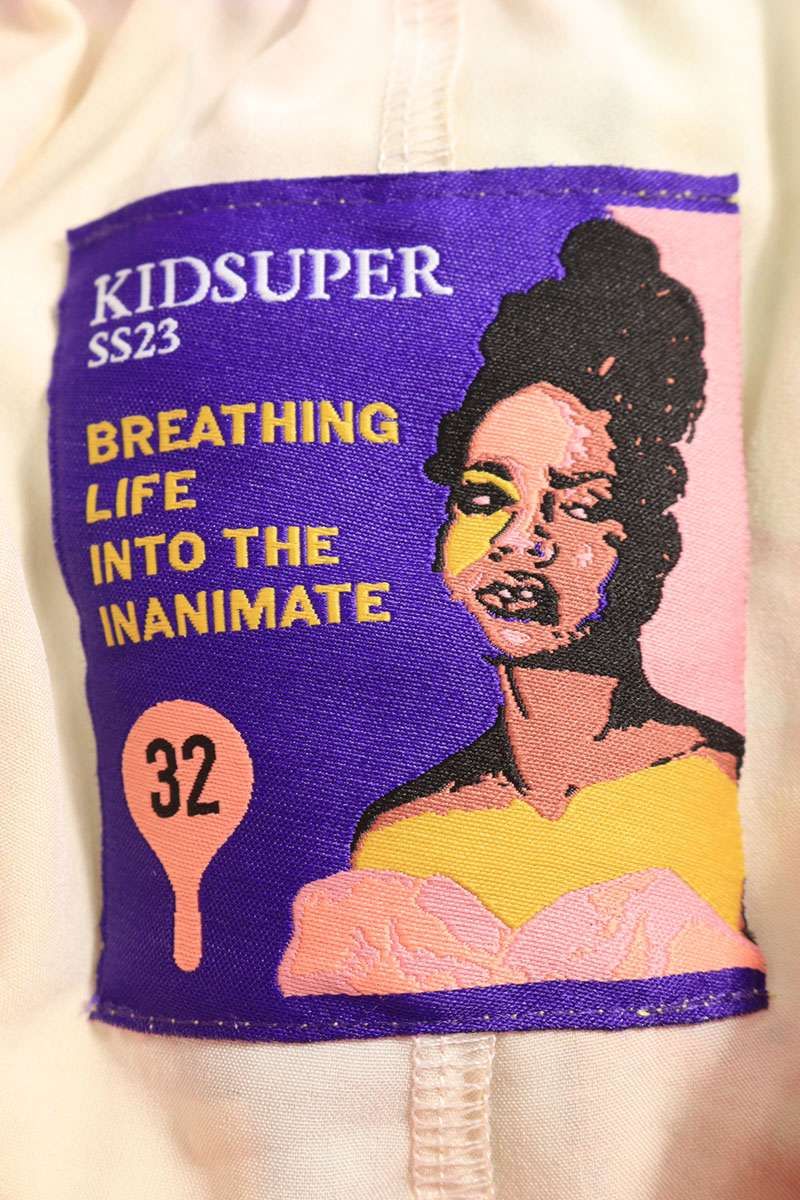 KIDSUPER
SS23
BREATHING
LIFE
INTO THE
INANIMATE
32